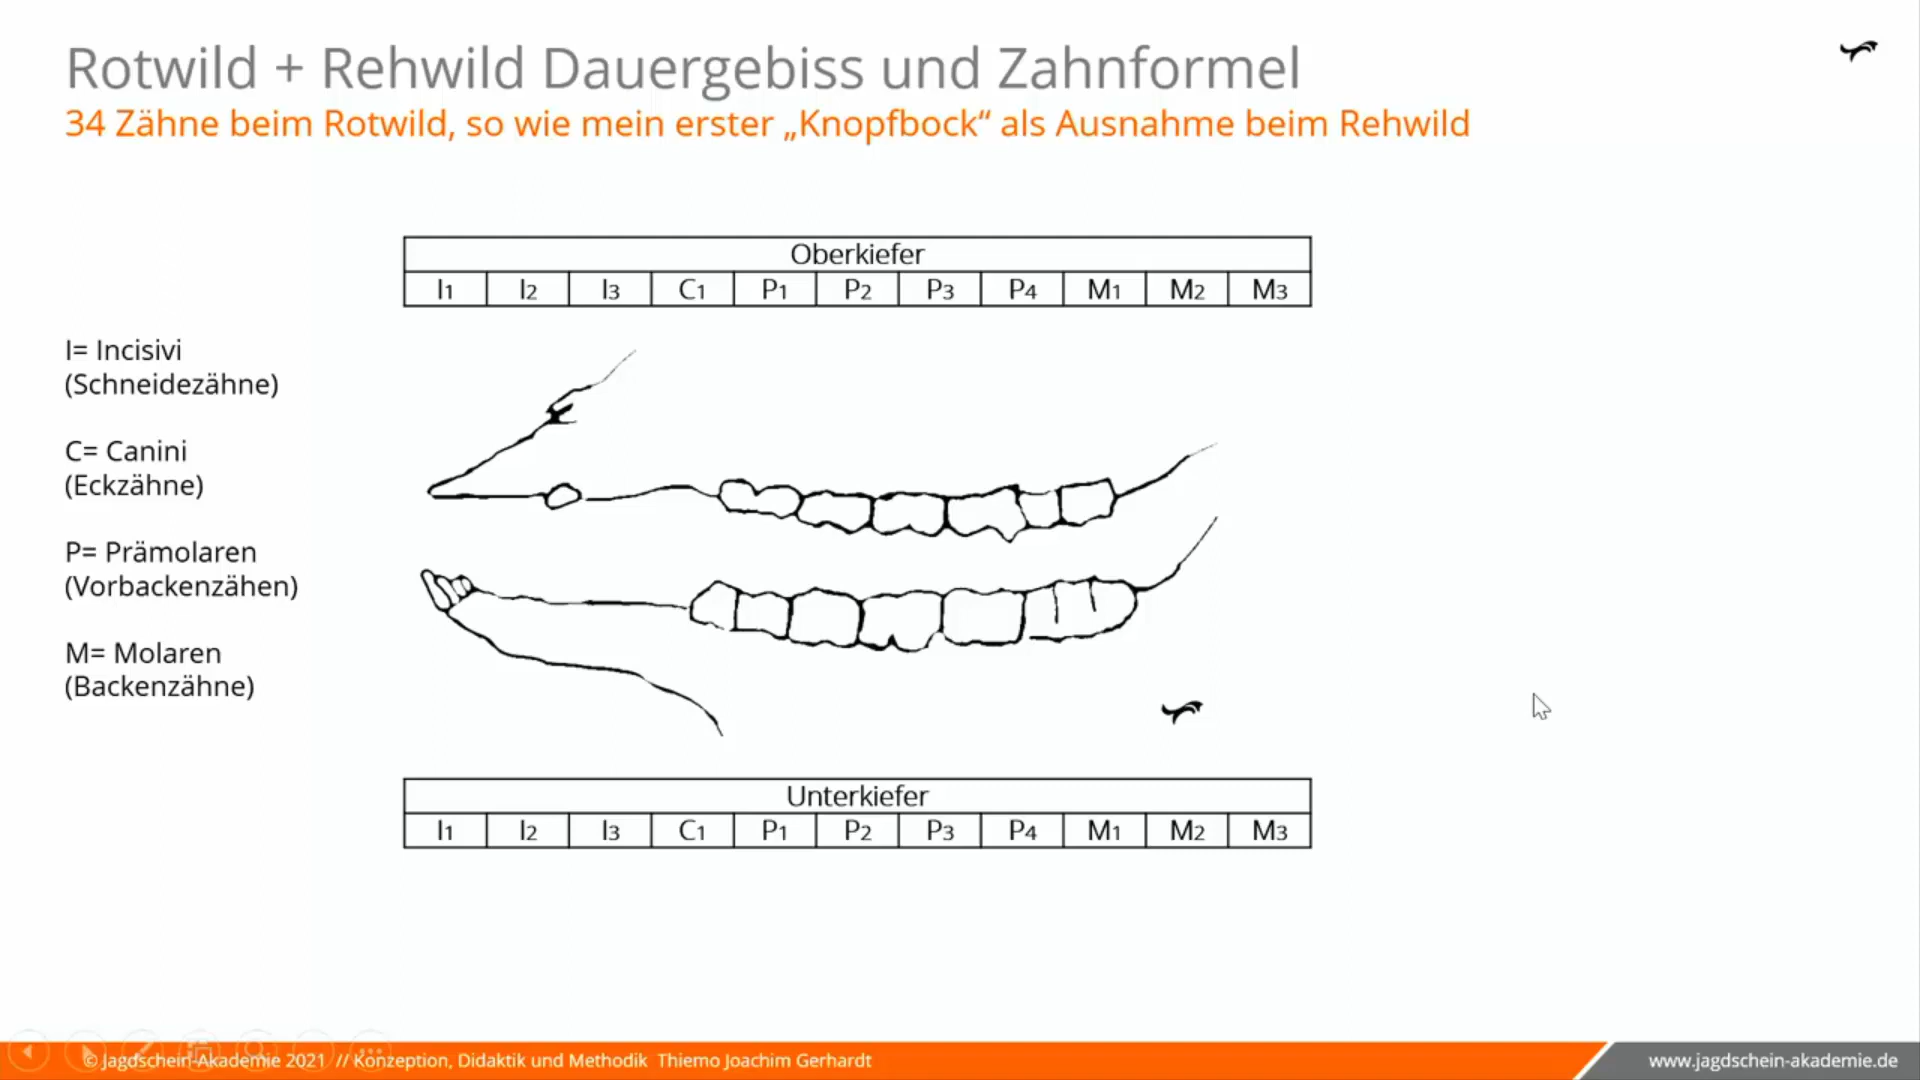 Rotwild + Rehwild Dauergebiss und Zahnformel
34 Zähne beim Rotwild, so wie mein erster „Knopfbock“ als Ausnahme beim Rehwild
Oberkiefer
I1 I2 I3 C1 P1 P2 P3 P4 M1 M2 M3
I= Incisivi
(Schneidezähne)
C= Canini
(Eckzähne)
P= Prämolaren
(Vorbackenzähen)
M= Molaren
(Backenzähne)
Unterkiefer
I1 I2 I3 C1 P1 P2 P3 P4 M1 M2 M3
© Jagdschein-Akademie 2021 // Konzeption, Didaktik und Methodik Thiemo Joachim Gerhardt
www.jagdschein-akademie.de